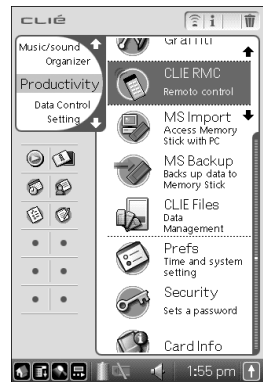 CLIÉ
i
Music/sound
Organizer
Productivity
Data Control
Setting
Graffiti
CLIE RMC
Remoto control
MS Import
Access Memory
Stick with PC
MS Backup
Backs up data to
Memory Stick
CLIE Files
Data
Management
Prefs
Time and system
setting
Security
Sets a password
Card Info
1:55 pm